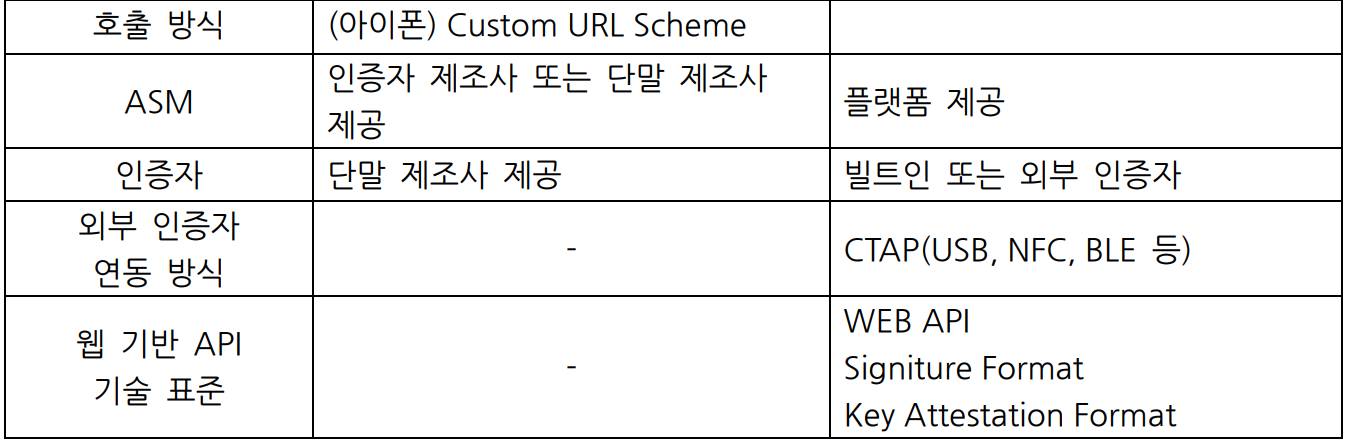 호출 방식 (아이폰) Custom URL Scheme
ASM 인증자 제조사 또는 단말 제조사
제공 플랫폼 제공
인증자 단말 제조사 제공 빌트인 또는 외부 인증자
외부 인증자
연동 방식 - CTAP(USB, NFC, BLE 등)
웹 기반 API
기술 표준 - WEB API
Signiture Format
Key Attestation Format